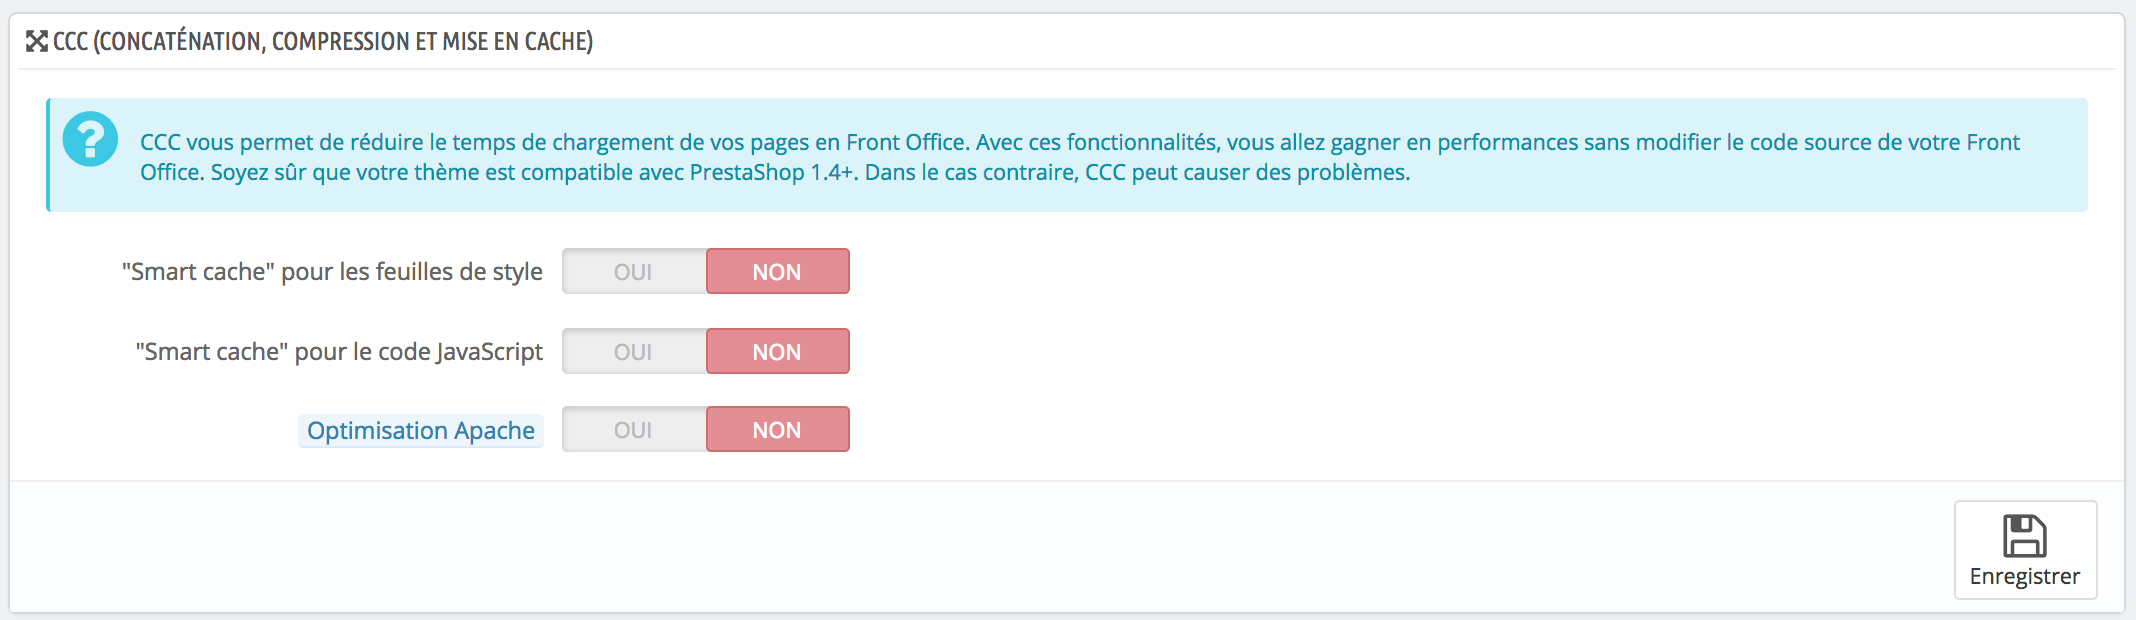 CCC (CONCATÉNATION, COMPRESSION ET MISE EN CACHE)
CCC vous permet de réduire le temps de chargement de vos pages en Front Office. Avec ces fonctionnalités, vous allez gagner en performances sans modifier le code source de votre Front
Office. Soyez sûr que votre thème est compatible avec PrestaShop 1.4+. Dans le cas contraire, CCC peut causer des problèmes.
"Smart cache" pour les feuilles de style OUI NON
"Smart cache" pour le code JavaScript OUI NON
Optimisation Apache OUI NON
Enregistrer